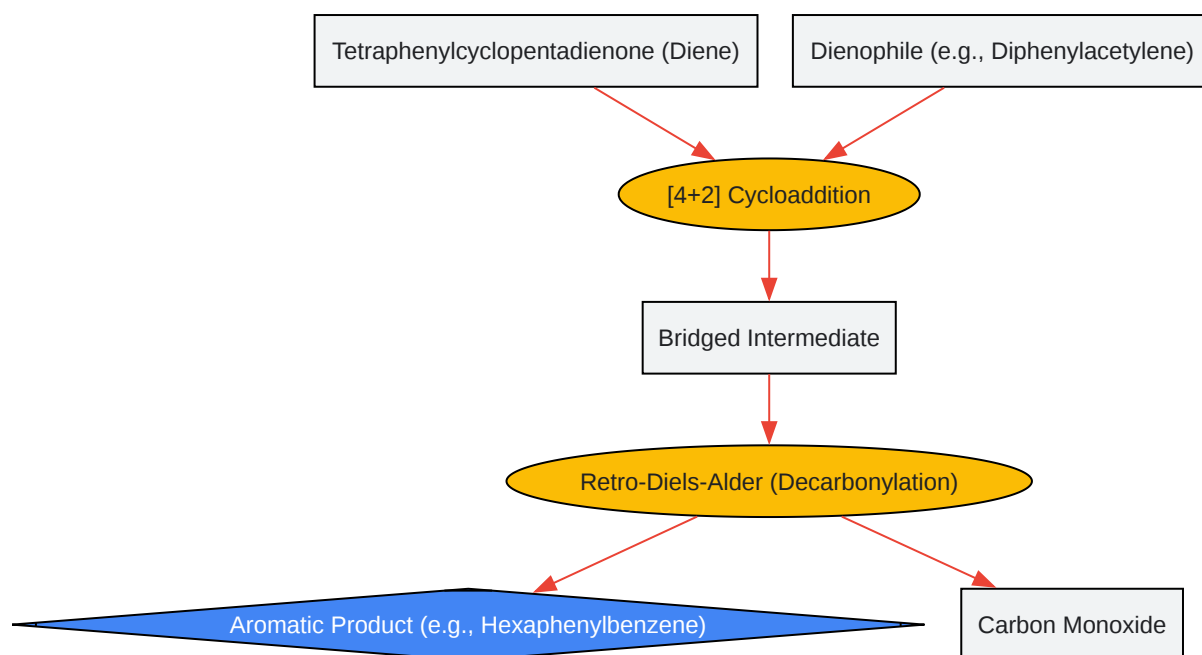 Tetraphenylcyclopentadienone (Diene)
Dienophile (e.g., Diphenylacetylene)
[4+2] Cycloaddition
Bridged Intermediate
Retro-Diels-Alder (Decarbonylation)
Aromatic Product (e.g., Hexaphenylbenzene)
Carbon Monoxide